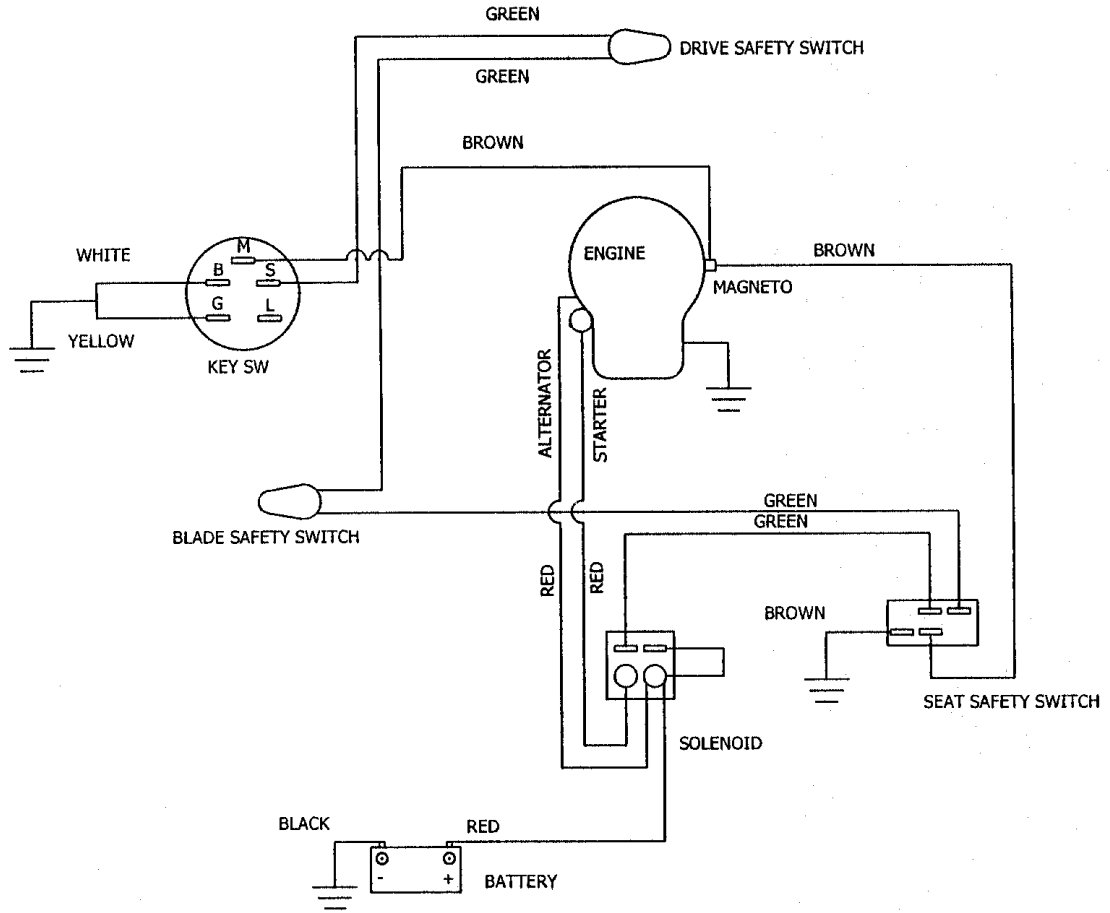 GREEN
DRIVE SAFETY SWITCH
GREEN
BROWN
WHITE
M
B
S
G
L
YELLOW
KEY SW
ENGINE
BROWN
MAGNETO
ALTERNATOR
STARTER
BLADE SAFETY SWITCH
GREEN
GREEN
RED
RED
BROWN
SEAT SAFETY SWITCH
SOLENOID
BLACK
RED
-
+
BATTERY